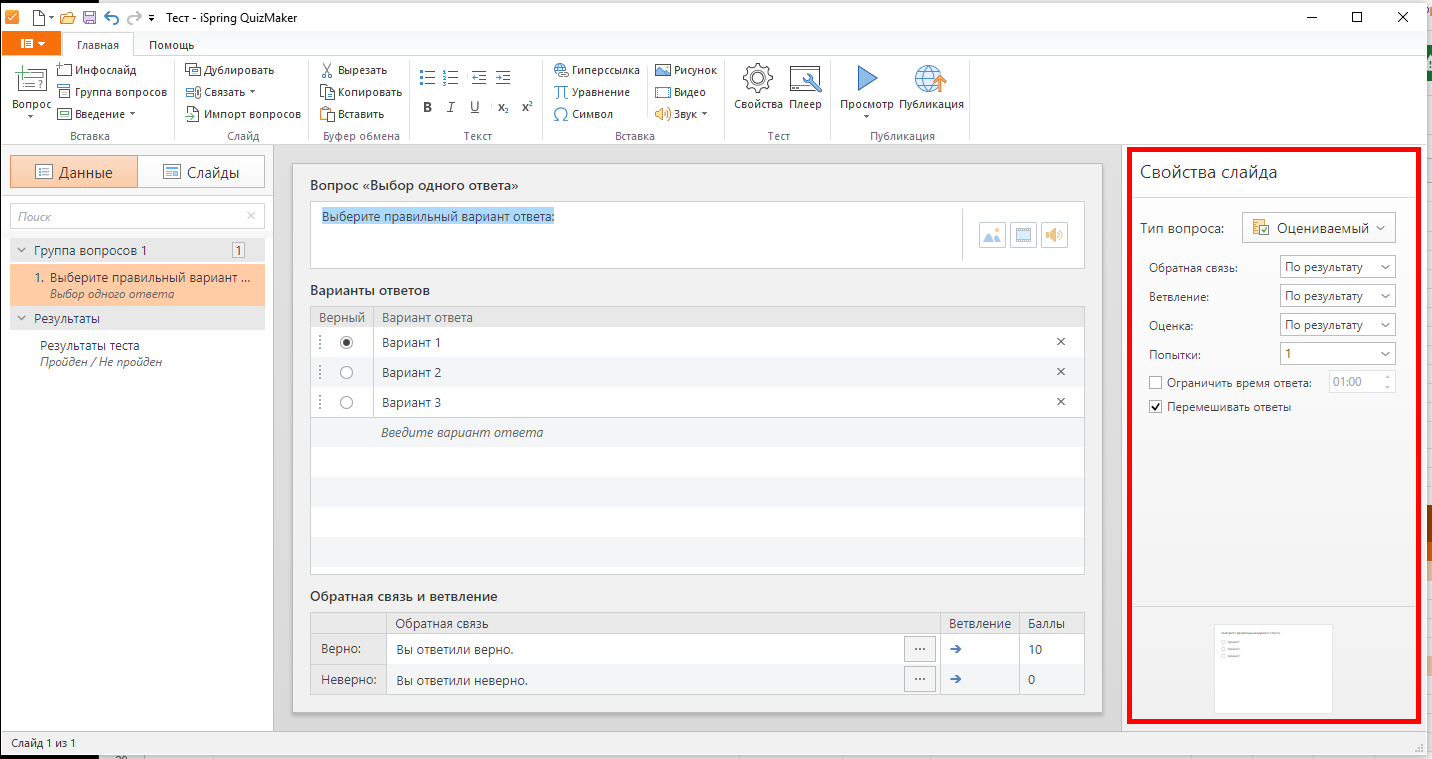 Тест - iSpring QuizMaker
Главная Помощь
Вопрос
Инфослайд
Группа вопросов
Введение
Вставка
Дублировать
Связать
Импорт вопросов
Слайд
Вырезать
Копировать
Вставить
Буфер обмена
B I U X₂ X²
Текст
Гиперссылка
Уравнение
Символ
Рисунок
Видео
Звук
Вставка
Свойства Плеер
Тест
Просмотр Публикация
Публикация
Данные Слайды
Поиск
Группа вопросов 1 1
1. Выберите правильный вариант ...
Выбор одного ответа
Результаты
Результаты теста
Пройден / Не пройден
Вопрос «Выбор одного ответа»
Выберите правильный вариант ответа:
Варианты ответов
Верный Вариант ответа
Вариант 1
Вариант 2
Вариант 3
Введите вариант ответа
Обратная связь и ветвление
Обратная связь Ветвление Баллы
Верно: Вы ответили верно. ... 10
Неверно: Вы ответили неверно. ... 0
Свойства слайда
Тип вопроса: Оцениваемый
Обратная связь: По результату
Ветвление: По результату
Оценка: По результату
Попытки: 1
Ограничить время ответа: 01:00
Перемешивать ответы
Слайд 1 из 1